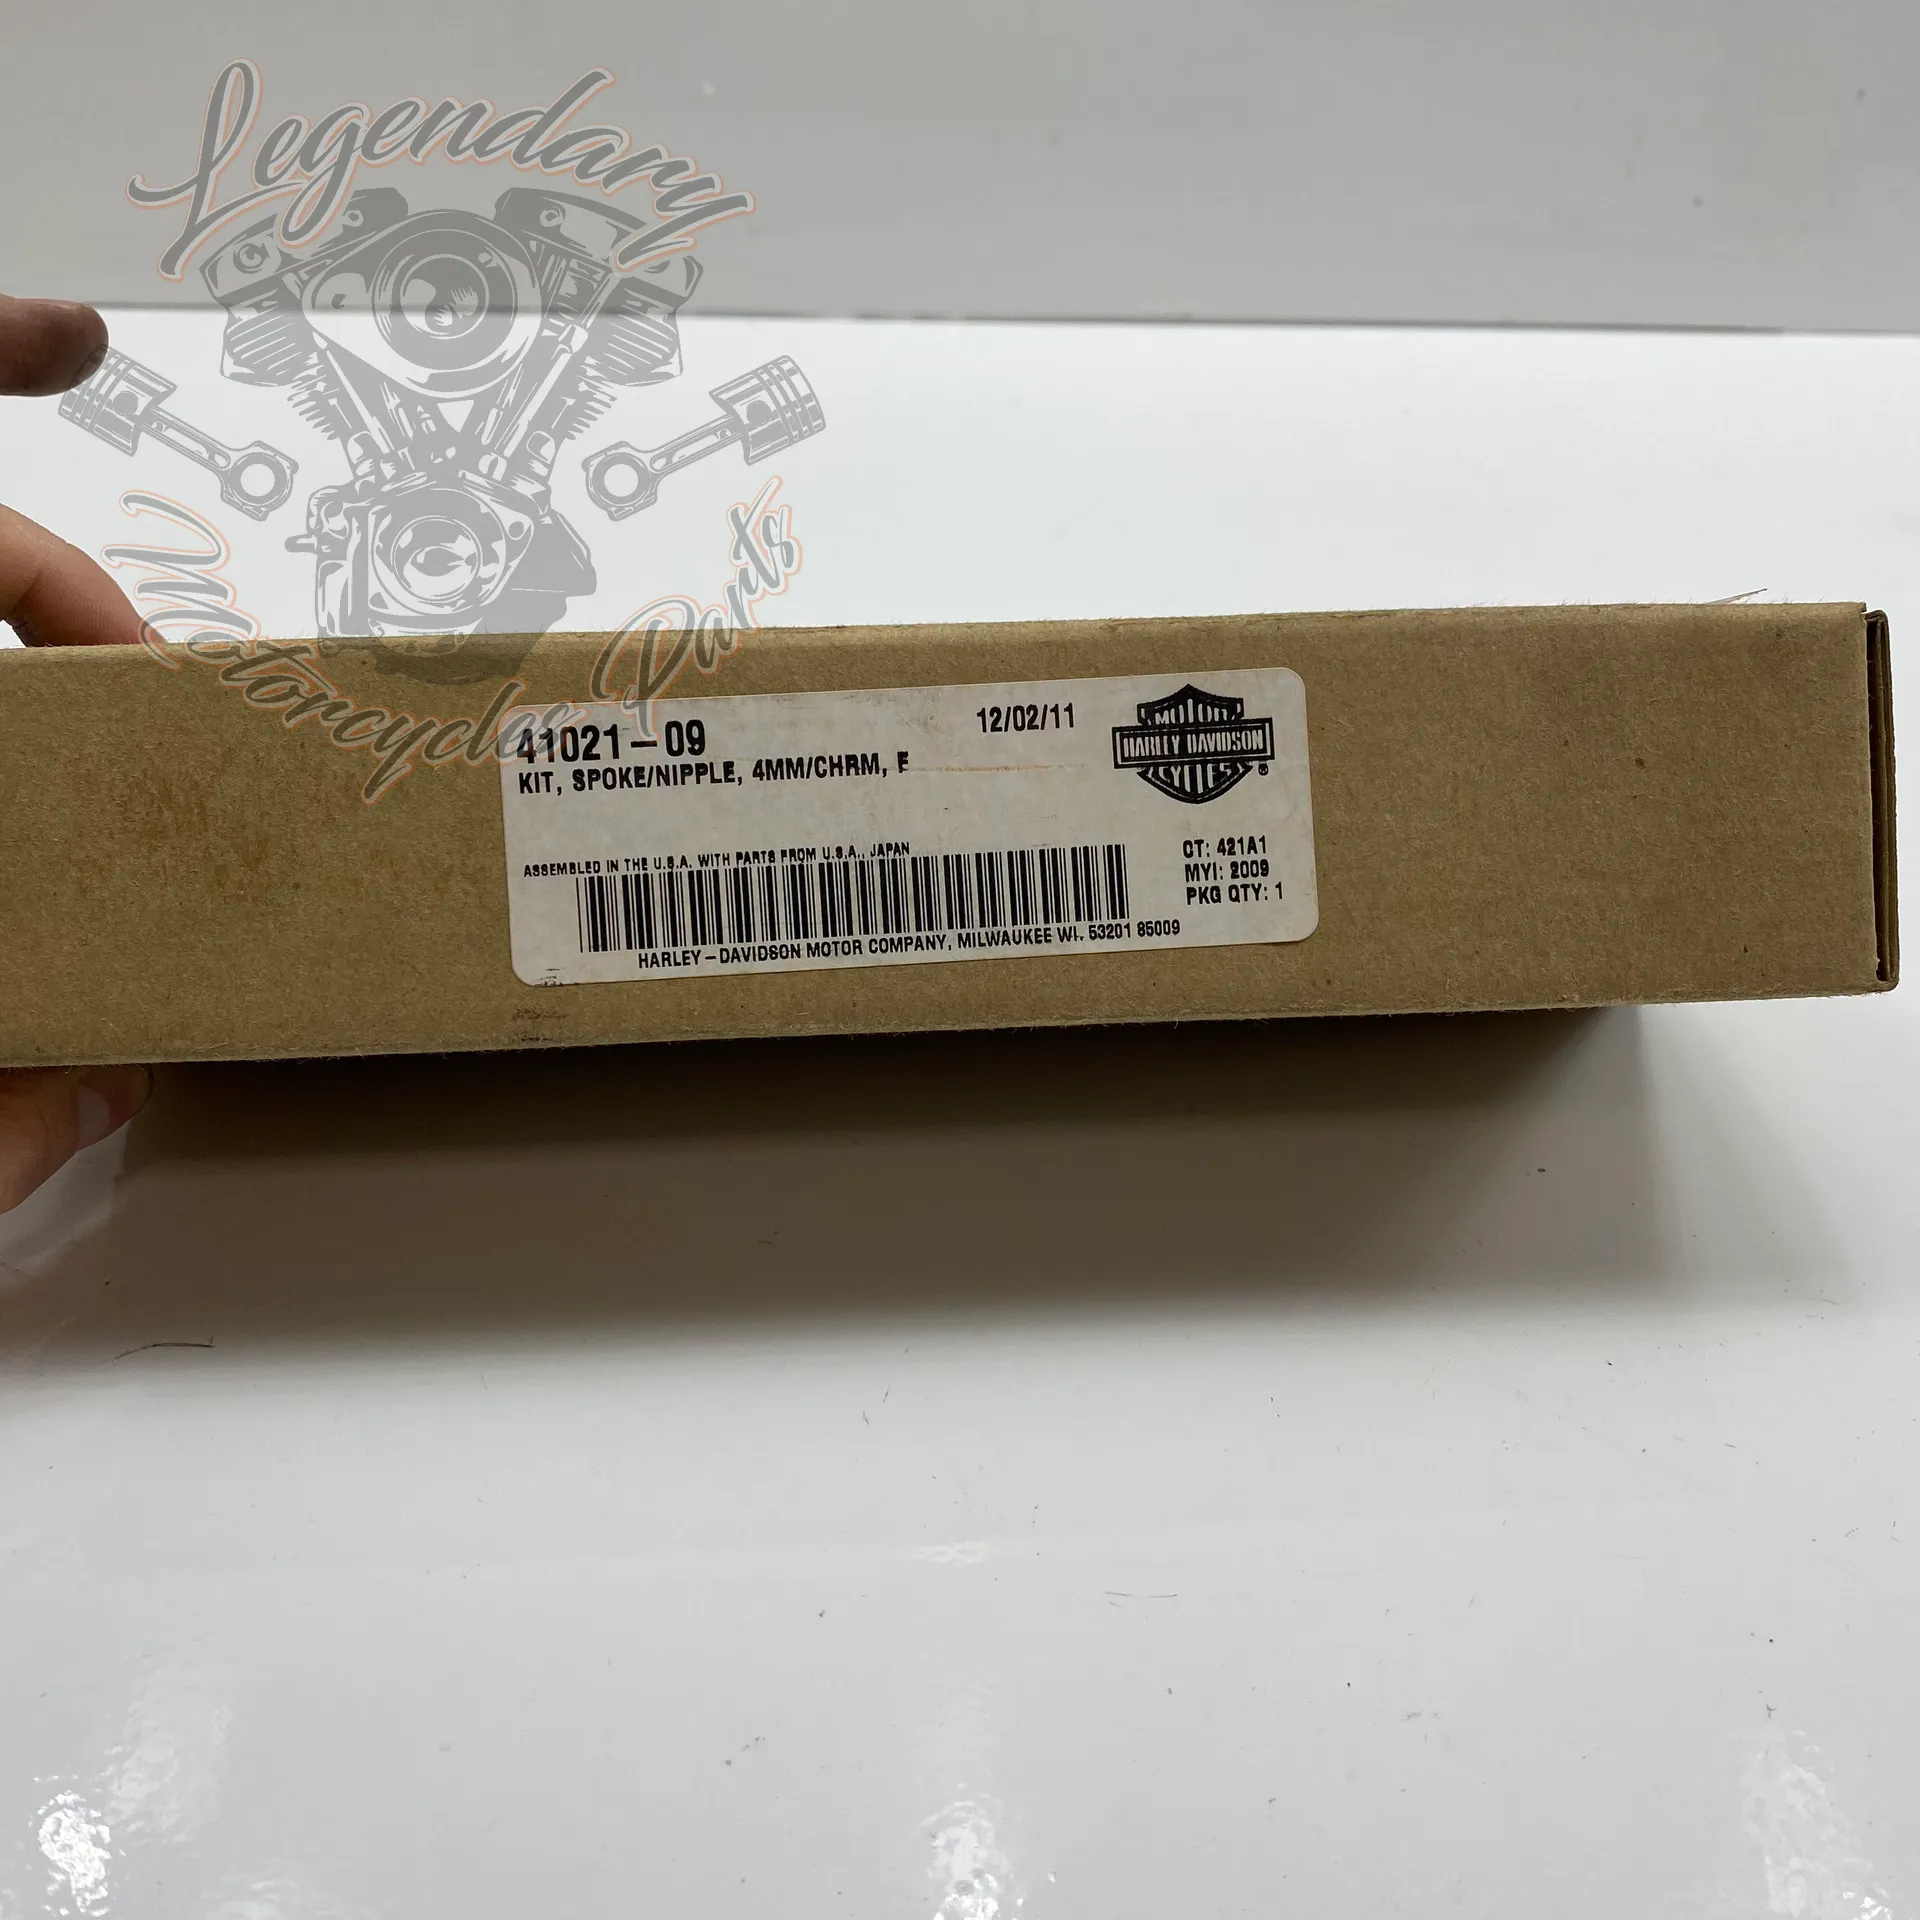 Legendary
Motorcycles Parts
41021-09
12/02/11
KIT, SPOKE/NIPPLE, 4MM/CHRM, F
MOTOR
HARLEY-DAVIDSON
CYCLES
®
ASSEMBLED IN THE U.S.A. WITH PARTS FROM U.S.A., JAPAN
CT: 421A1
MYI: 2009
PKG QTY: 1
HARLEY-DAVIDSON MOTOR COMPANY, MILWAUKEE WI. 53201 85009